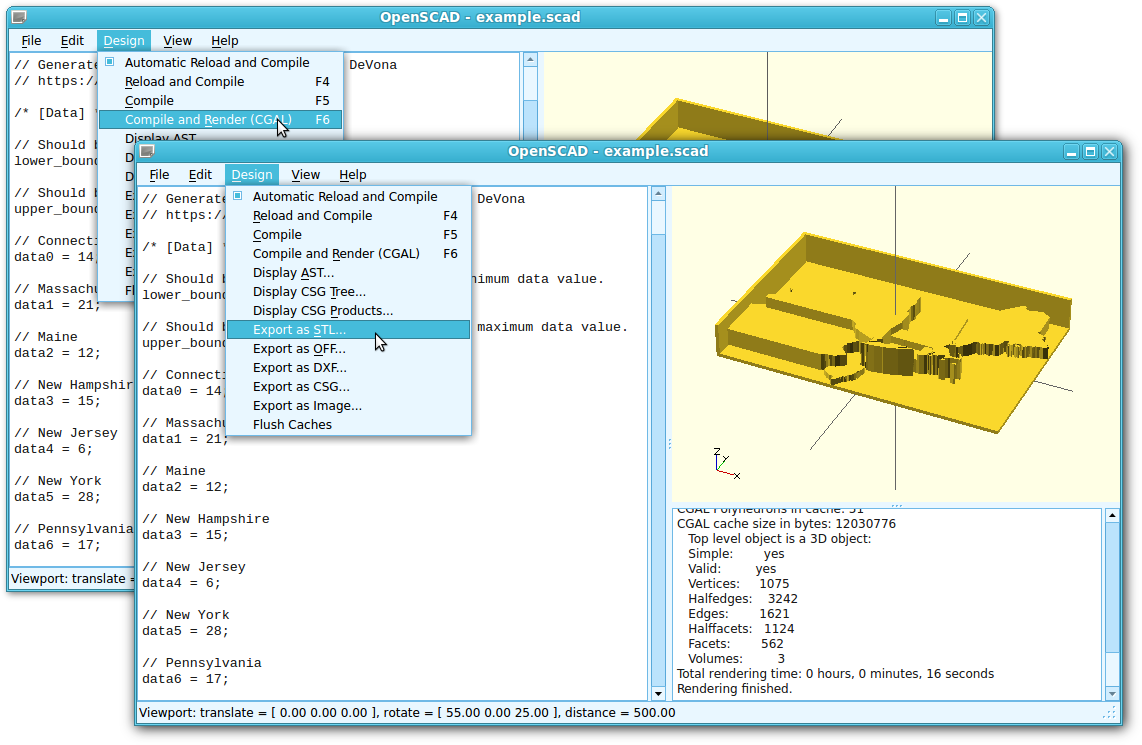 OpenSCAD - example.scad
File Edit Design View Help
// Generate DeVona
// https:/
/* [Data]
// Should
lower_bound
// Should
upper_bound
// Connecti
data0 = 14,
// Massachu
data1 = 21;
// Maine
data2 = 12;
// New Hampshir
data3 = 15;
// New Jersey
data4 = 6;
// New York
data5 = 28;
// Pennsylvania
data6 = 17;
Viewport: translate =
Automatic Reload and Compile
Reload and Compile F4
Compile F5
Compile and Render (CGAL) F6
Display AST
D
D
E
E
E
E
E
Fl
OpenSCAD - example.scad
File Edit Design View Help
// Generate DeVona
// https:/
/* [Data]
// Should nimum data value.
lower_bound
// Should maximum data value.
upper_bound
// Connecti
data0 = 14
// Massachu
data1 = 21;
// Maine
data2 = 12;
// New Hampshire
data3 = 15;
// New Jersey
data4 = 6;
// New York
data5 = 28;
// Pennsylvania
data6 = 17;
Automatic Reload and Compile
Reload and Compile F4
Compile F5
Compile and Render (CGAL) F6
Display AST...
Display CSG Tree...
Display CSG Products...
Export as STL...
Export as OFF...
Export as DXF...
Export as CSG...
Export as Image...
Flush Caches
Z
Y
X
CGAL Polyhedrons in cache: 51
CGAL cache size in bytes: 12030776
Top level object is a 3D object:
Simple: yes
Valid: yes
Vertices: 1075
Halfedges: 3242
Edges: 1621
Halffacets: 1124
Facets: 562
Volumes: 3
Total rendering time: 0 hours, 0 minutes, 16 seconds
Rendering finished.
Viewport: translate = [ 0.00 0.00 0.00 ], rotate = [ 55.00 0.00 25.00 ], distance = 500.00